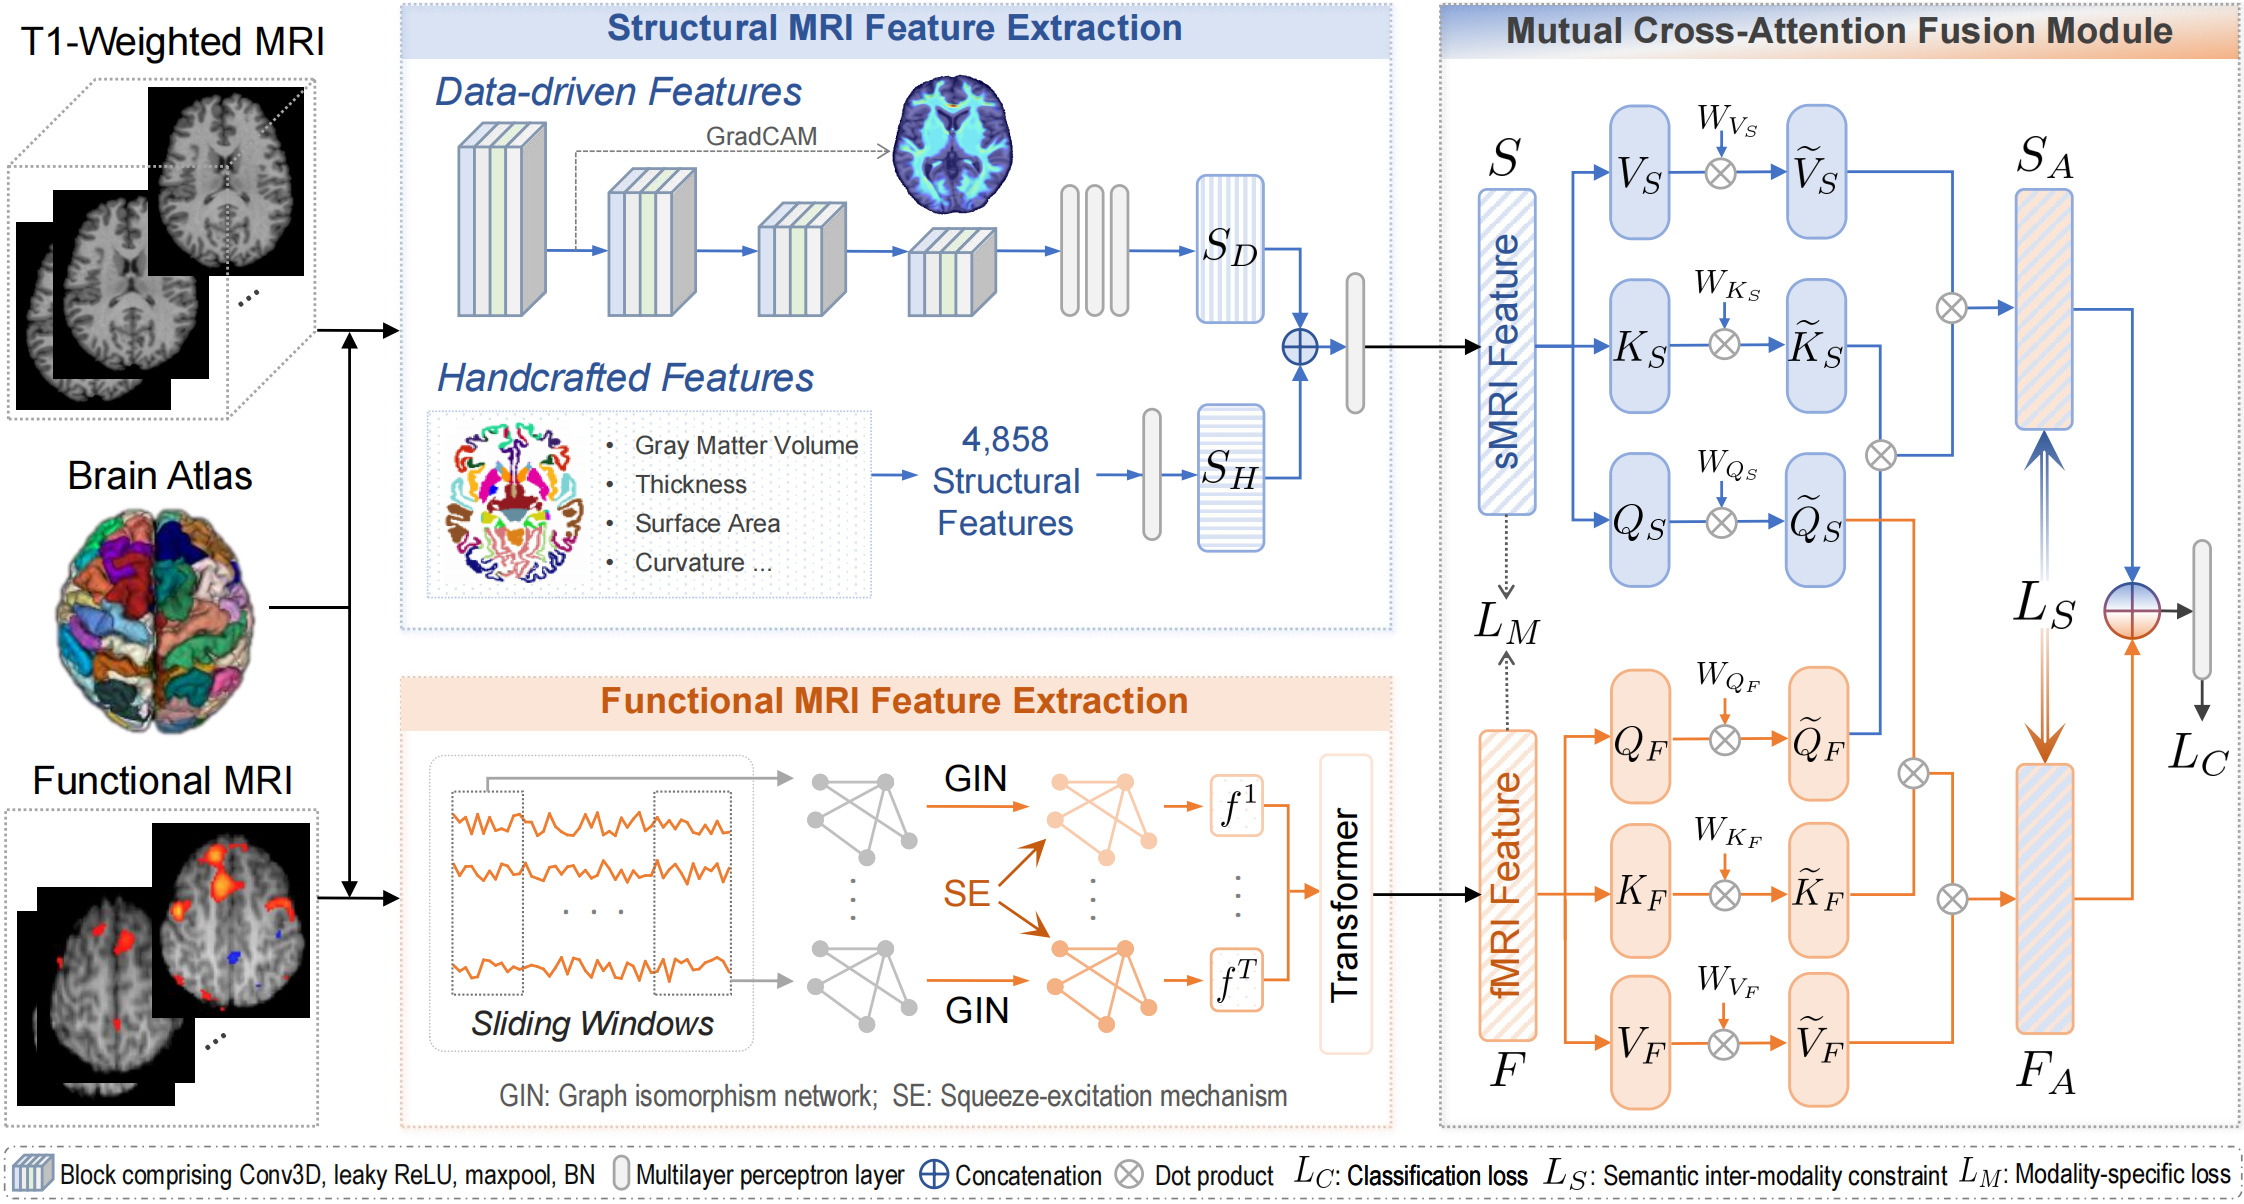 T1-Weighted MRI
Brain Atlas
Functional MRI
Structural MRI Feature Extraction
Data-driven Features
GradCAM
S_D
Handcrafted Features
• Gray Matter Volume
• Thickness
• Surface Area
• Curvature ...
4,858
Structural
Features
S_H
Functional MRI Feature Extraction
Sliding Windows
GIN
SE
GIN
f^1
f^T
Transformer
GIN: Graph isomorphism network; SE: Squeeze-excitation mechanism
Mutual Cross-Attention Fusion Module
S
sMRI Feature
L_M
fMRI Feature
F
V_S
W_{V_S}
\tilde{V}_S
K_S
W_{K_S}
\tilde{K}_S
Q_S
W_{Q_S}
\tilde{Q}_S
Q_F
W_{Q_F}
\tilde{Q}_F
K_F
W_{K_F}
\tilde{K}_F
V_F
W_{V_F}
\tilde{V}_F
S_A
L_S
F_A
L_C
Block comprising Conv3D, leaky ReLU, maxpool, BN Multilayer perceptron layer Concatenation Dot product L_C: Classification loss L_S: Semantic inter-modality constraint L_M: Modality-specific loss